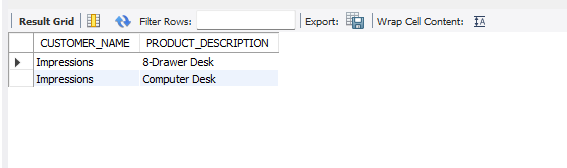 Result Grid Filter Rows: Export: Wrap Cell Content:
CUSTOMER_NAME PRODUCT_DESCRIPTION
Impressions 8-Drawer Desk
Impressions Computer Desk